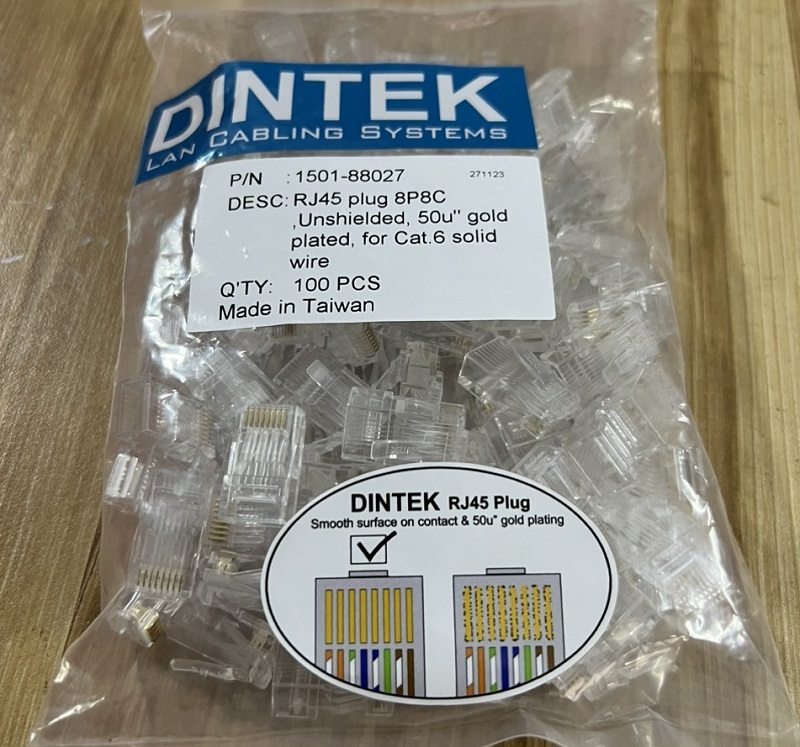 DINTEK
LAN CABLING SYSTEMS
P/N : 1501-88027 271123
DESC: RJ45 plug 8P8C
,Unshielded, 50u" gold
plated, for Cat.6 solid
wire
Q'TY: 100 PCS
Made in Taiwan
DINTEK RJ45 Plug
Smooth surface on contact & 50u" gold plating